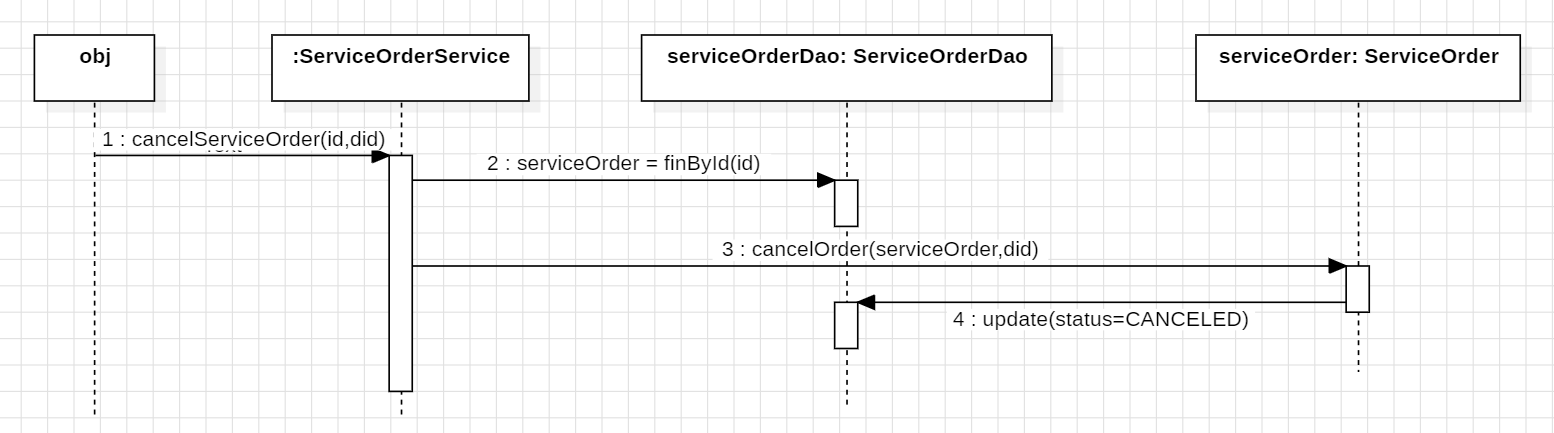 obj
:ServiceOrderService
serviceOrderDao: ServiceOrderDao
serviceOrder: ServiceOrder
1 : cancelServiceOrder(id,did)
2 : serviceOrder = finById(id)
3 : cancelOrder(serviceOrder,did)
4 : update(status=CANCELED)